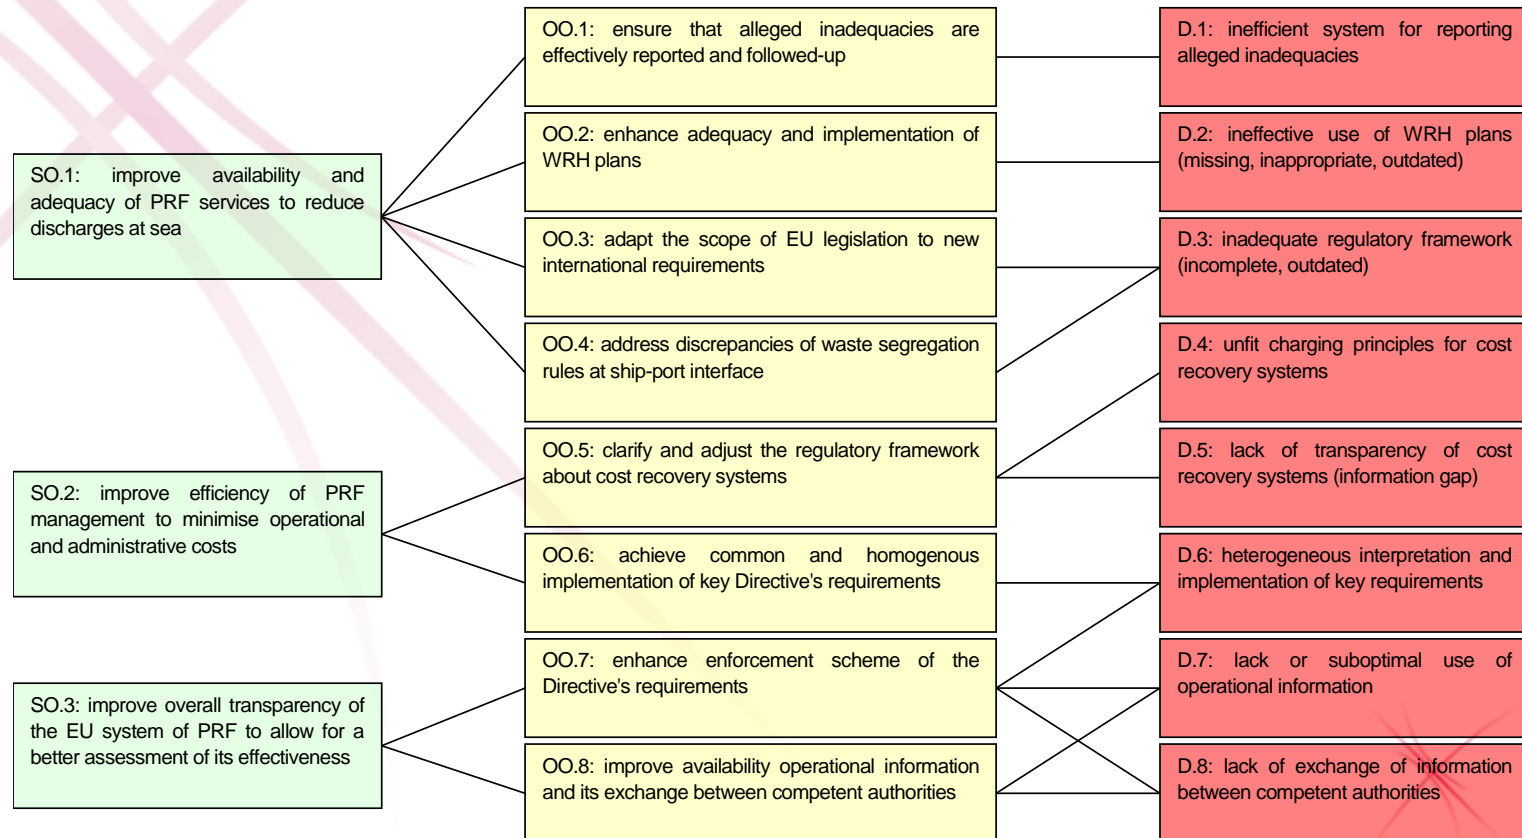 SO.1: improve availability and
adequacy of PRF services to reduce
discharges at sea
SO.2: improve efficiency of PRF
management to minimise operational
and administrative costs
SO.3: improve overall transparency of
the EU system of PRF to allow for a
better assessment of its effectiveness
OO.1: ensure that alleged inadequacies are
effectively reported and followed-up
OO.2: enhance adequacy and implementation of
WRH plans
OO.3: adapt the scope of EU legislation to new
international requirements
OO.4: address discrepancies of waste segregation
rules at ship-port interface
OO.5: clarify and adjust the regulatory framework
about cost recovery systems
OO.6: achieve common and homogenous
implementation of key Directive's requirements
OO.7: enhance enforcement scheme of the
Directive's requirements
OO.8: improve availability operational information
and its exchange between competent authorities
D.1: inefficient system for reporting
alleged inadequacies
D.2: ineffective use of WRH plans
(missing, inappropriate, outdated)
D.3: inadequate regulatory framework
(incomplete, outdated)
D.4: unfit charging principles for cost
recovery systems
D.5: lack of transparency of cost
recovery systems (information gap)
D.6: heterogeneous interpretation and
implementation of key requirements
D.7: lack or suboptimal use of
operational information
D.8: lack of exchange of information
between competent authorities